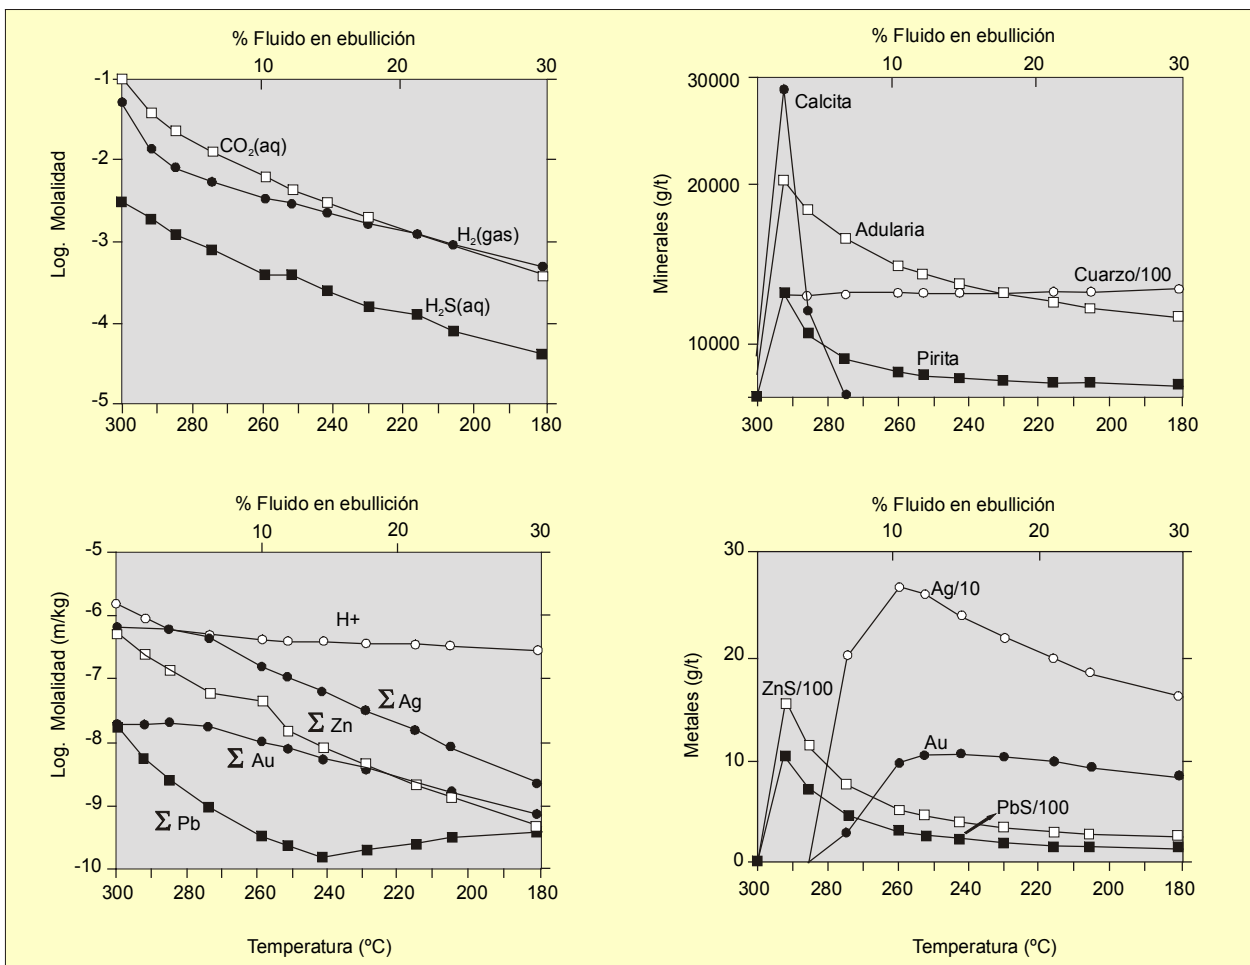 % Fluido en ebullición
10 20 30
Log. Molalidad
-1
-2
-3
-4
-5
CO2(aq)
H2(gas)
H2S(aq)
300 280 260 240 220 200 180
% Fluido en ebullición
10 20 30
Minerales (g/t)
30000
20000
10000
Calcita
Adularia
Cuarzo/100
Pirita
300 280 260 240 220 200 180
% Fluido en ebullición
10 20 30
Log. Molalidad (m/kg)
-5
-6
-7
-8
-9
-10
H+
Σ Ag
Σ Zn
Σ Au
Σ Pb
300 280 260 240 220 200 180
Temperatura (ºC)
% Fluido en ebullición
10 20 30
Metales (g/t)
30
20
10
0
Ag/10
ZnS/100
Au
PbS/100
300 280 260 240 220 200 180
Temperatura (ºC)